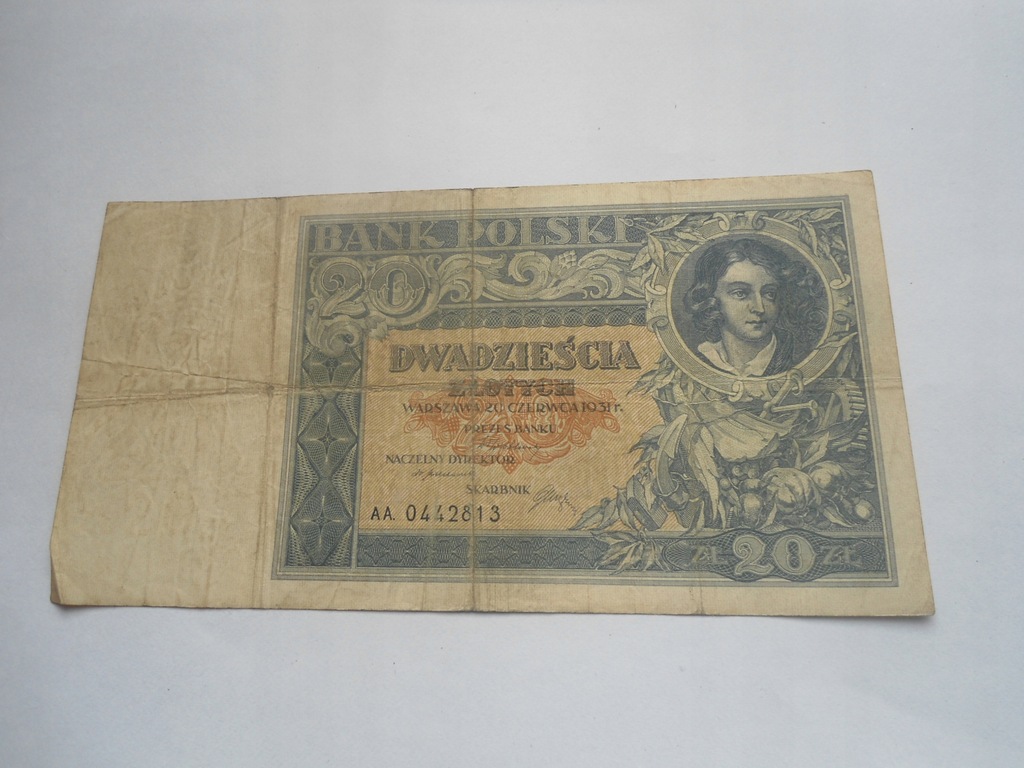 BANK POLSKI
20
DWADZIEŚCIA
ZŁOTYCH
WARSZAWA 20 CZERWCA 1931 r.
PREZES BANKU
NACZELNY DYREKTOR
SKARBNIK
AA. 0442813
ZŁ 20 ZŁ